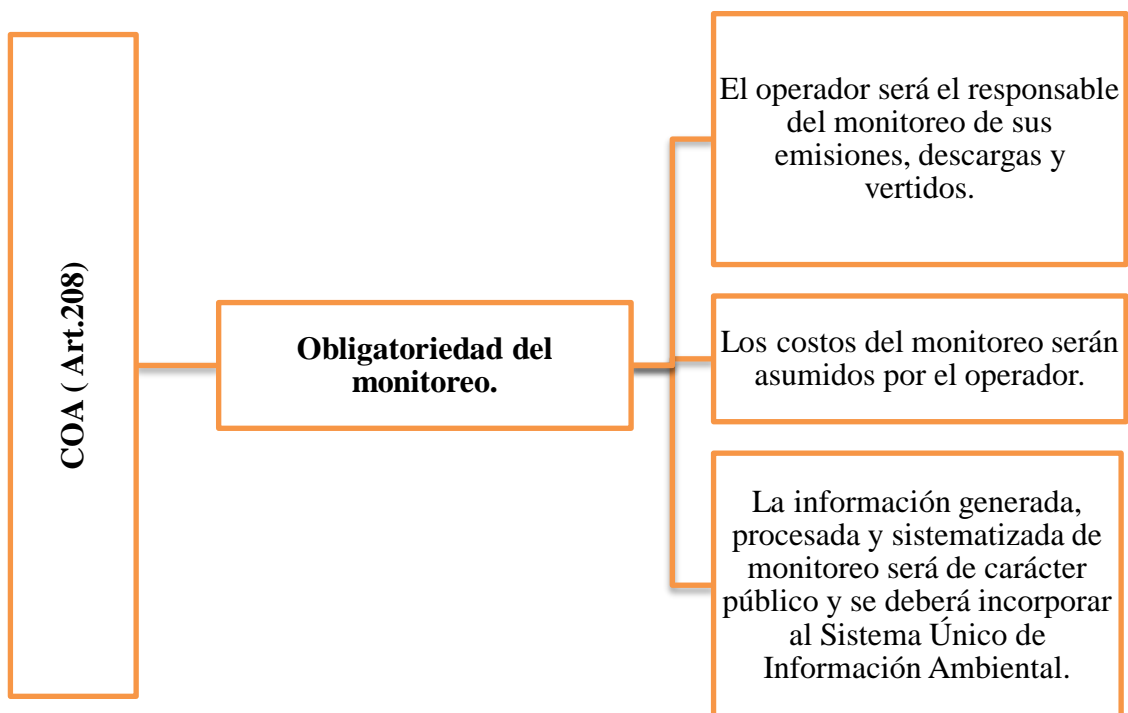 COA ( Art.208)
Obligatoriedad del
monitoreo.
El operador será el responsable
del monitoreo de sus
emisiones, descargas y
vertidos.
Los costos del monitoreo serán
asumidos por el operador.
La información generada,
procesada y sistematizada de
monitoreo será de carácter
público y se deberá incorporar
al Sistema Único de
Información Ambiental.